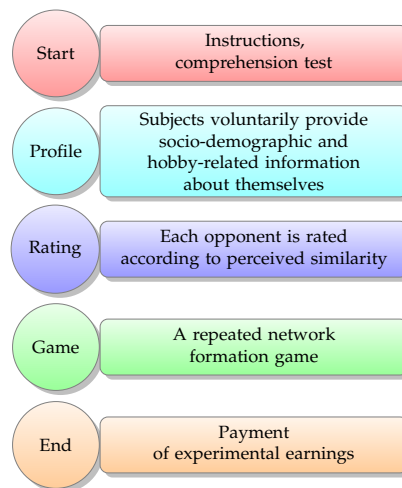 Start
Instructions,
comprehension test
Profile
Subjects voluntarily provide
socio-demographic and
hobby-related information
about themselves
Rating
Each opponent is rated
according to perceived similarity
Game
A repeated network
formation game
End
Payment
of experimental earnings